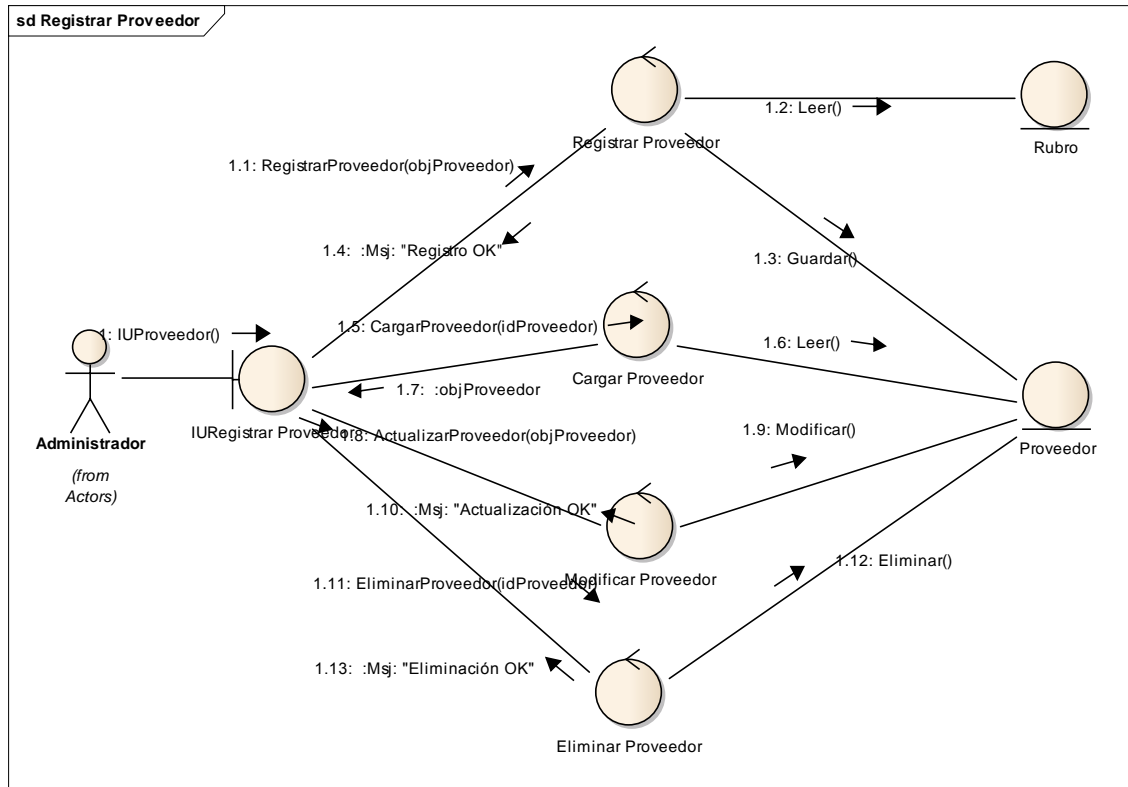 sd Registrar Proveedor
1.2: Leer()
Registrar Proveedor
Rubro
1.1: RegistrarProveedor(objProveedor)
1.4: :Msj: "Registro OK"
1.3: Guardar()
1: IUProveedor()
1.5: CargarProveedor(idProveedor)
1.6: Leer()
Cargar Proveedor
1.7: :objProveedor
IURegistrar Proveedor
1.8: ActualizarProveedor(objProveedor)
1.9: Modificar()
Administrador
Proveedor
(from
Actors)
1.10: :Msj: "Actualización OK"
1.12: Eliminar()
Modificar Proveedor
1.11: EliminarProveedor(idProveedor)
1.13: :Msj: "Eliminación OK"
Eliminar Proveedor